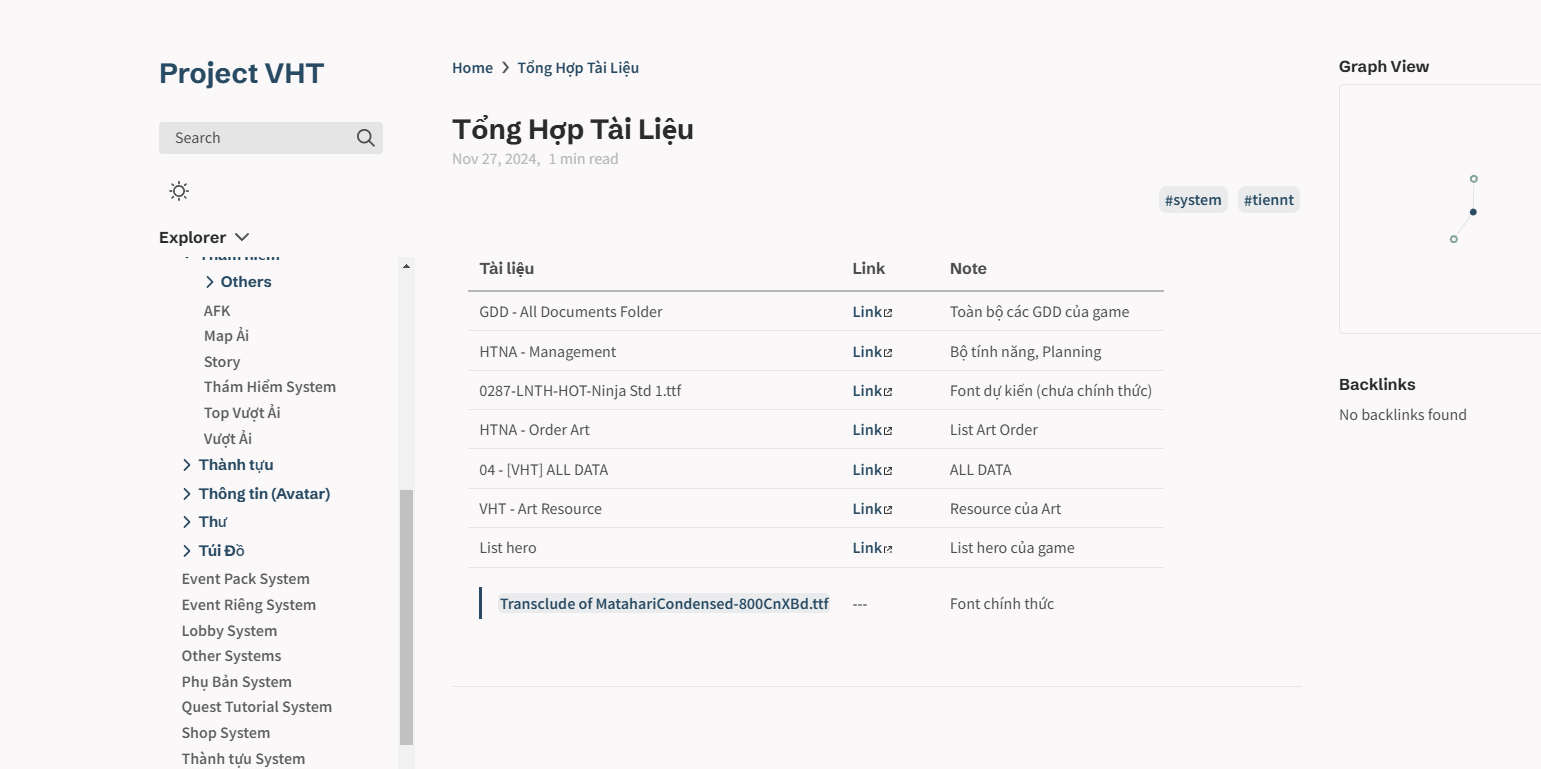 Project VHT
Search
Explorer
Thám hiểm
Others
AFK
Map Ải
Story
Thám Hiểm System
Top Vượt Ải
Vượt Ải
Thành tựu
Thông tin (Avatar)
Thư
Túi Đồ
Event Pack System
Event Riêng System
Lobby System
Other Systems
Phụ Bản System
Quest Tutorial System
Shop System
Thành tựu System
Home > Tổng Hợp Tài Liệu
Tổng Hợp Tài Liệu
Nov 27, 2024, 1 min read
#system #tiennt
Tài liệu Link Note
GDD - All Documents Folder Link Toàn bộ các GDD của game
HTNA - Management Link Bộ tính năng, Planning
0287-LNTH-HOT-Ninja Std 1.ttf Link Font dự kiến (chưa chính thức)
HTNA - Order Art Link List Art Order
04 - [VHT] ALL DATA Link ALL DATA
VHT - Art Resource Link Resource của Art
List hero Link List hero của game
Transclude of MatahariCondensed-800CnXBd.ttf --- Font chính thức
Graph View
Backlinks
No backlinks found